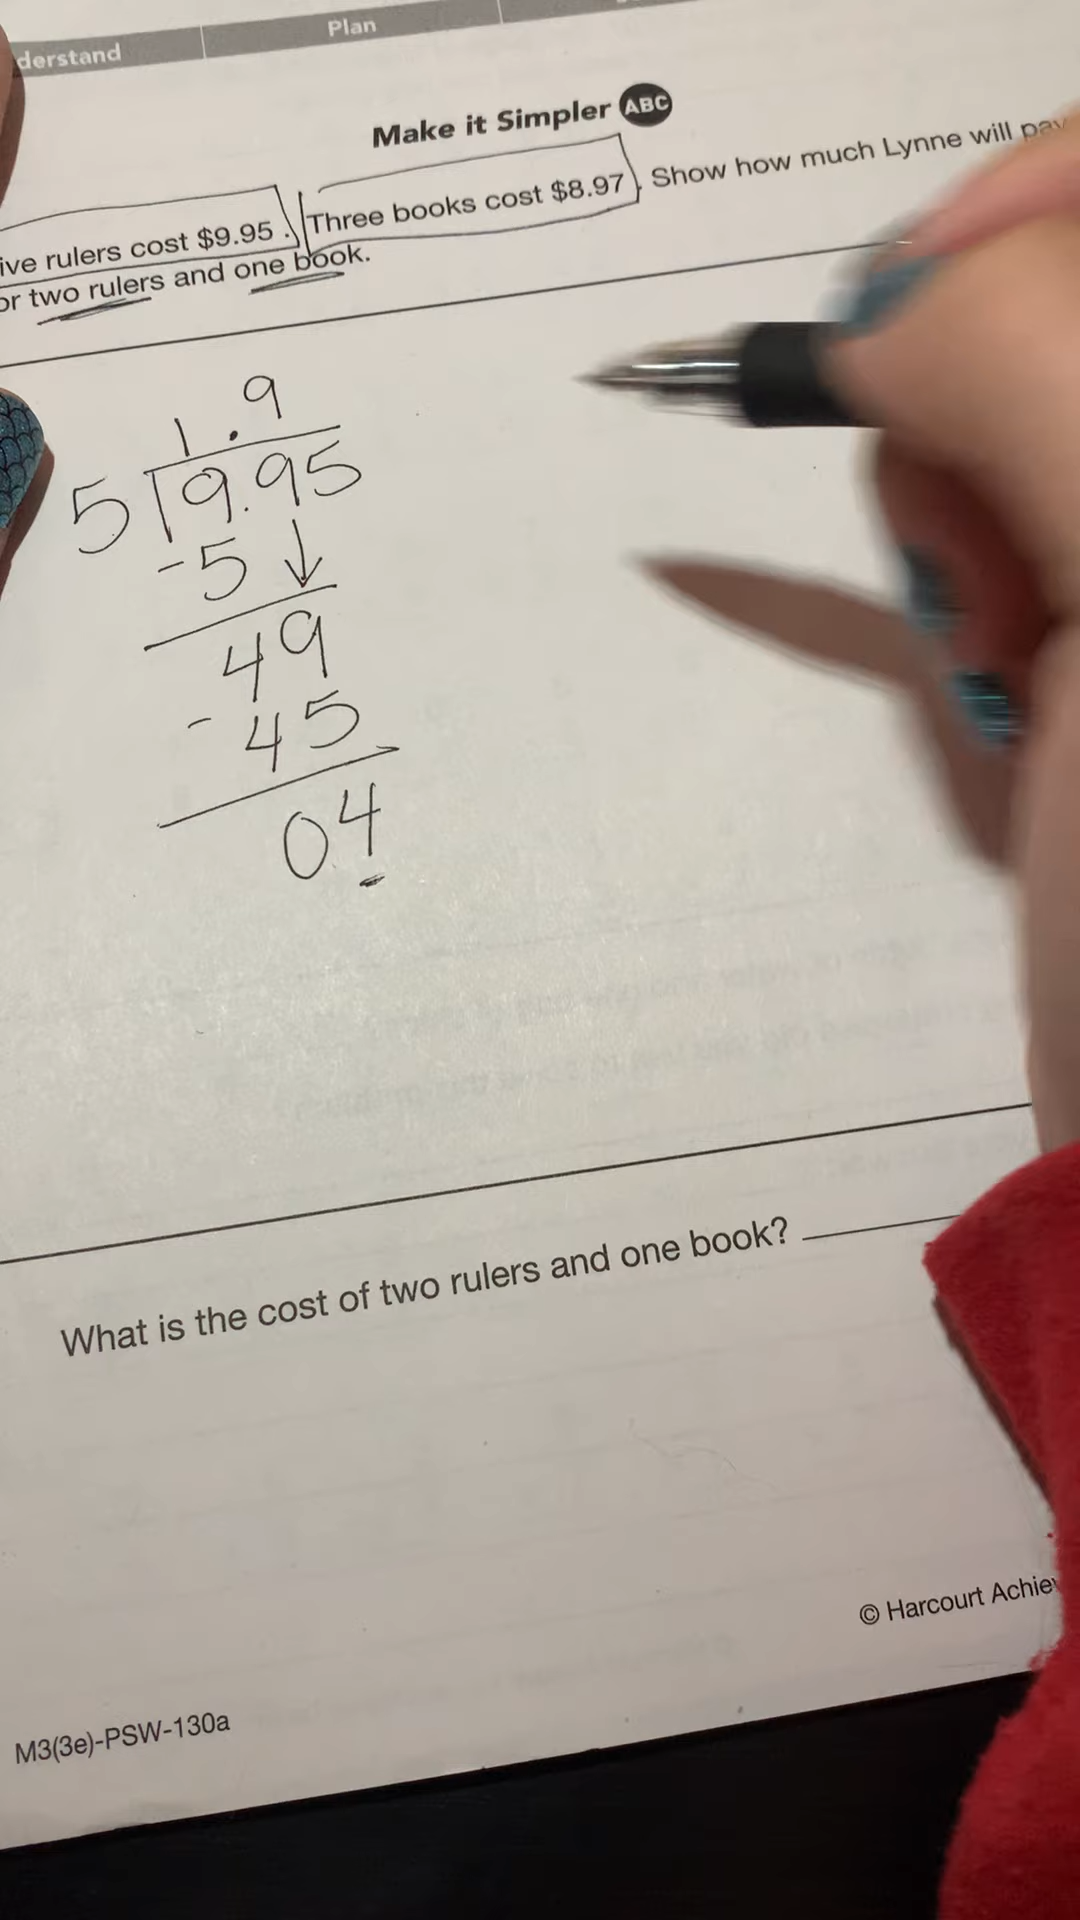 derstand Plan
Make it Simpler ABC
ive rulers cost $9.95. Three books cost $8.97. Show how much Lynne will pay
or two rulers and one book.
1.9
5 9.95
-5
49
-45
04
What is the cost of two rulers and one book?
© Harcourt Achie
M3(3e)-PSW-130a